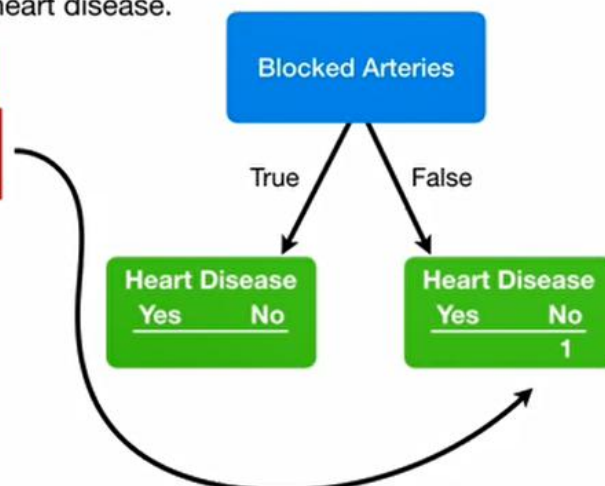 heart disease.
Blocked Arteries
True
False
Heart Disease
Yes No
Heart Disease
Yes No
1